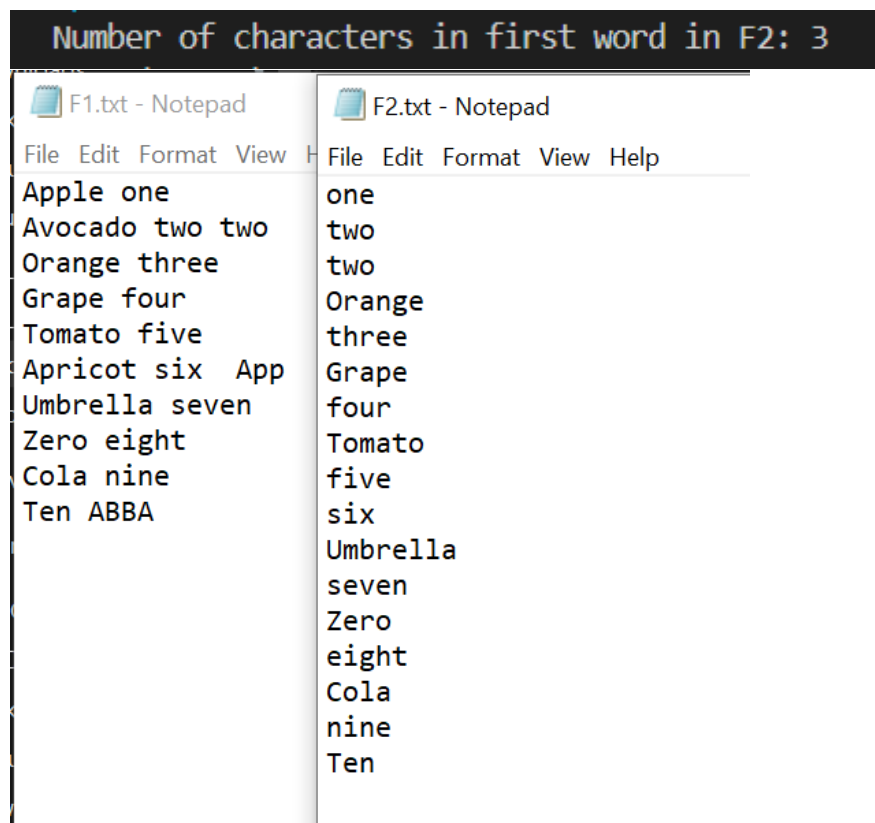 Number of characters in first word in F2: 3
F1.txt - Notepad
File Edit Format View H
Apple one
Avocado two two
Orange three
Grape four
Tomato five
Apricot six  App
Umbrella seven
Zero eight
Cola nine
Ten ABBA
F2.txt - Notepad
File Edit Format View Help
one
two
two
Orange
three
Grape
four
Tomato
five
six
Umbrella
seven
Zero
eight
Cola
nine
Ten